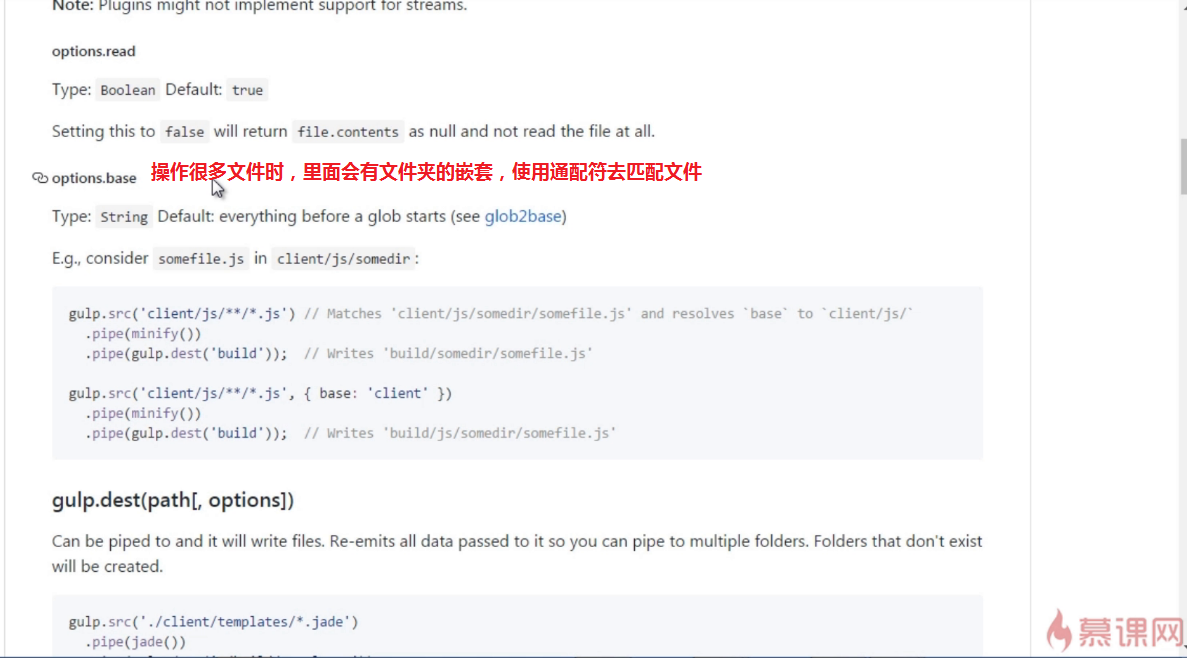 Note: Plugins might not implement support for streams.
options.read
Type: Boolean Default: true
Setting this to false will return file.contents as null and not read the file at all.
options.base 操作很多文件时，里面会有文件夹的嵌套，使用通配符去匹配文件
Type: String Default: everything before a glob starts (see glob2base)
E.g., consider somefile.js in client/js/somedir :
gulp.src('client/js/**/*.js') // Matches 'client/js/somedir/somefile.js' and resolves `base` to `client/js/`
.pipe(minify())
.pipe(gulp.dest('build'));  // Writes 'build/somedir/somefile.js'
gulp.src('client/js/**/*.js', { base: 'client' })
.pipe(minify())
.pipe(gulp.dest('build'));  // Writes 'build/js/somedir/somefile.js'
gulp.dest(path[, options])
Can be piped to and it will write files. Re-emits all data passed to it so you can pipe to multiple folders. Folders that don't exist
will be created.
gulp.src('./client/templates/*.jade')
.pipe(jade())
慕课网